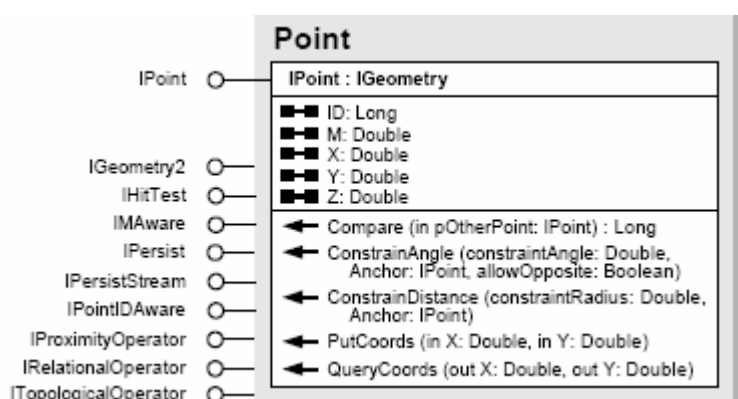 Point
IPoint
IPoint : IGeometry
ID: Long
M: Double
X: Double
Y: Double
Z: Double
IGeometry2
IHitTest
IMAware
IPersist
IPersistStream
IPointIDAware
IProximityOperator
IRelationalOperator
ITopologicalOperator
Compare (in pOtherPoint: IPoint) : Long
ConstrainAngle (constraintAngle: Double,
Anchor: IPoint, allowOpposite: Boolean)
ConstrainDistance (constraintRadius: Double,
Anchor: IPoint)
PutCoords (in X: Double, in Y: Double)
QueryCoords (out X: Double, out Y: Double)